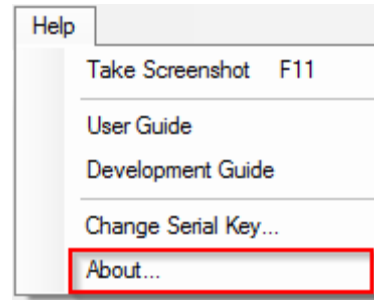 Help
Take Screenshot F11
User Guide
Development Guide
Change Serial Key...
About...